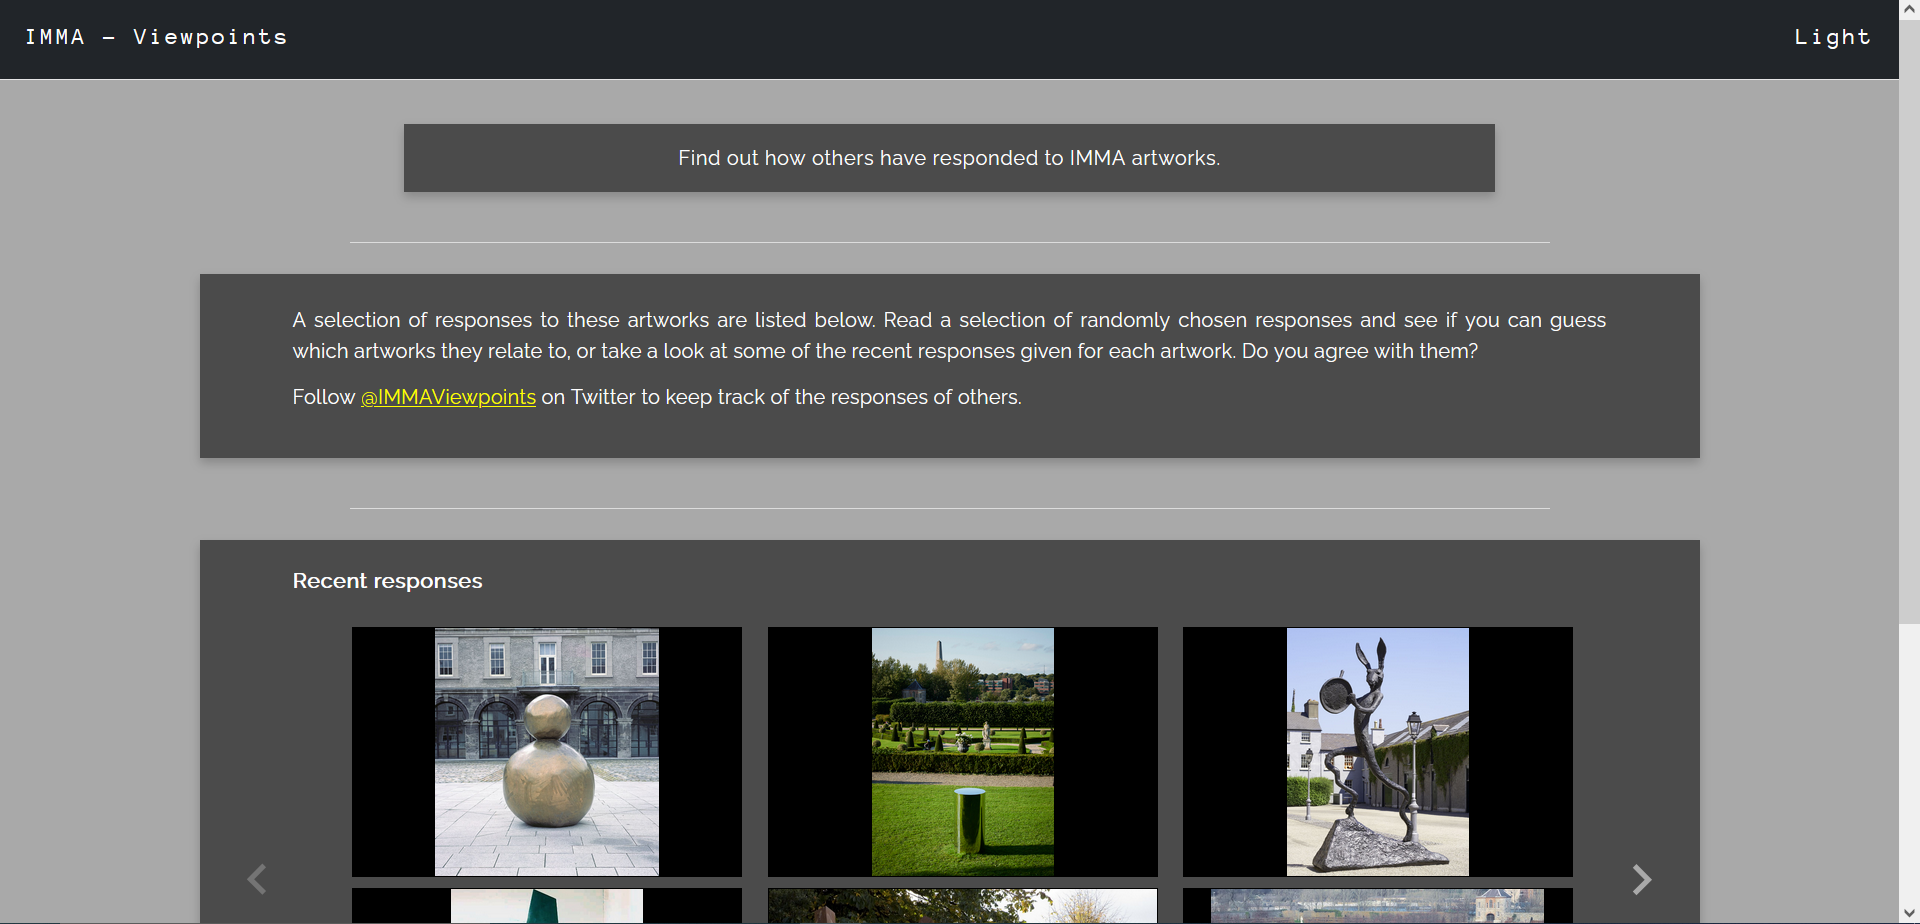 IMMA - Viewpoints
Light
Find out how others have responded to IMMA artworks.
A selection of responses to these artworks are listed below. Read a selection of randomly chosen responses and see if you can guess
which artworks they relate to, or take a look at some of the recent responses given for each artwork. Do you agree with them?
Follow @IMMAViewpoints on Twitter to keep track of the responses of others.
Recent responses